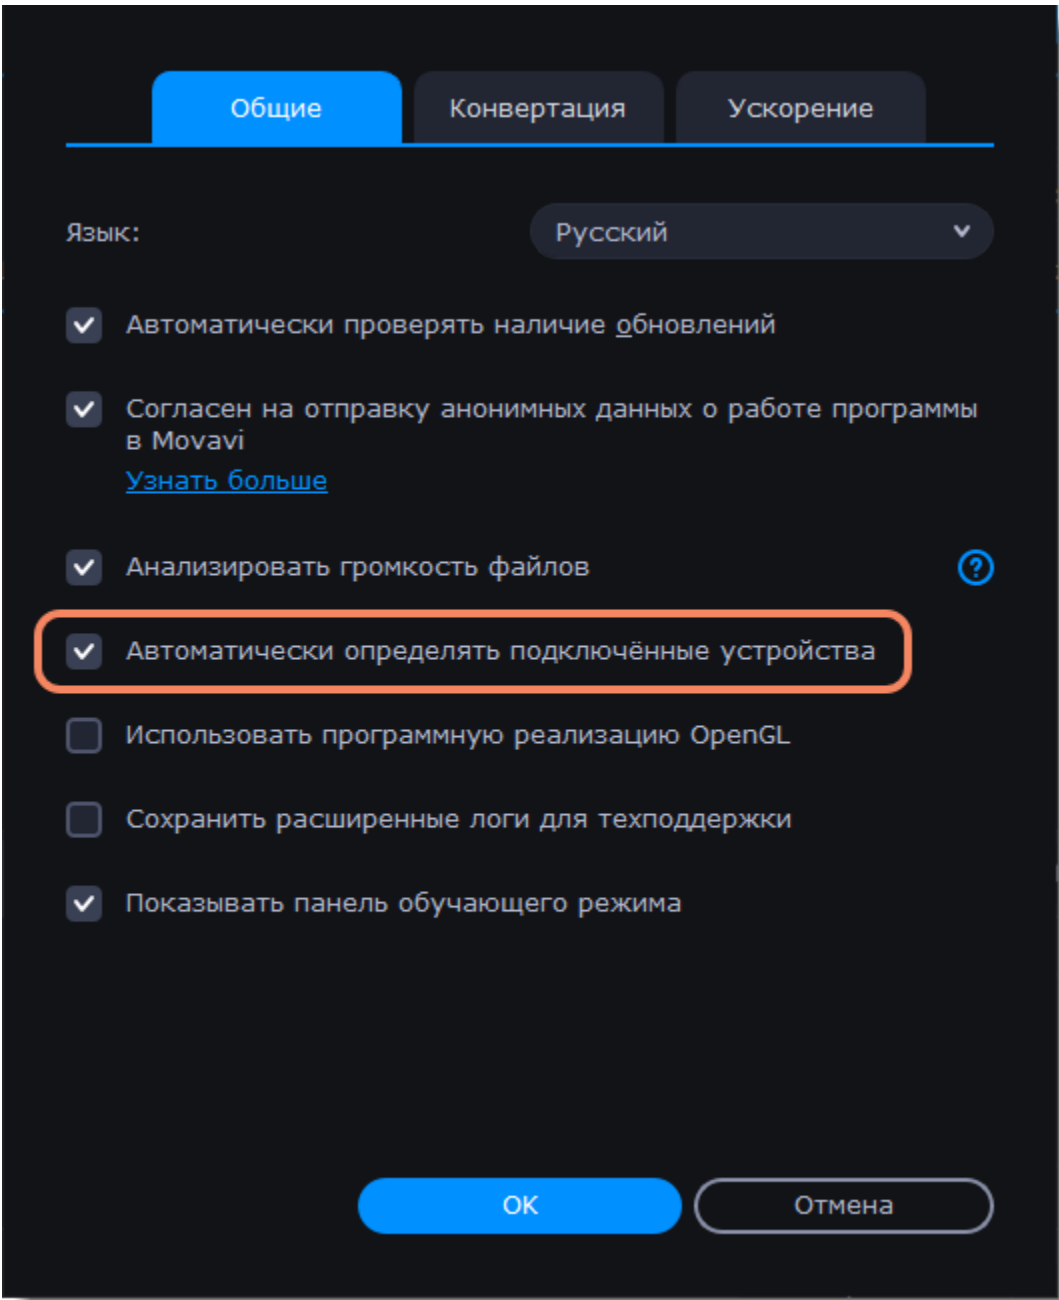 Общие Конвертация Ускорение
Язык: Русский
Автоматически проверять наличие обновлений
Согласен на отправку анонимных данных о работе программы
в Movavi
Узнать больше
Анализировать громкость файлов ?
Автоматически определять подключённые устройства
Использовать программную реализацию OpenGL
Сохранить расширенные логи для техподдержки
Показывать панель обучающего режима
ОК Отмена